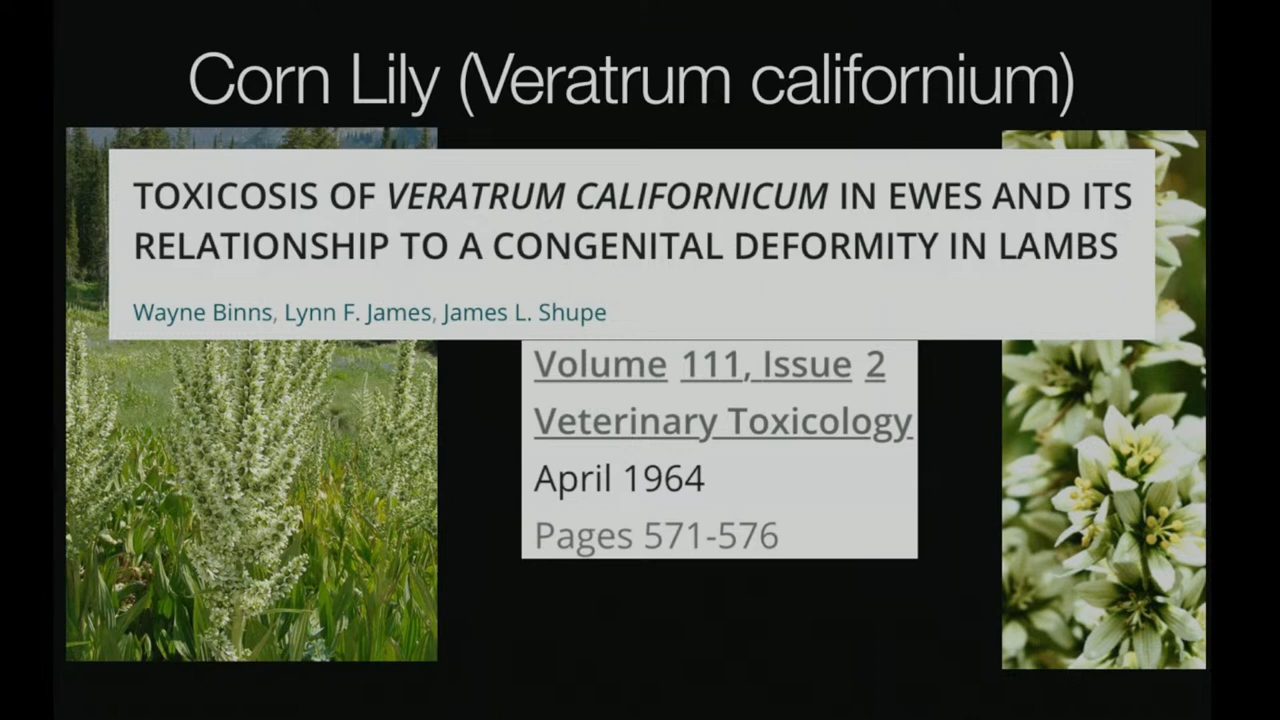 Corn Lily (Veratrum californium)
TOXICOSIS OF VERATRUM CALIFORNICUM IN EWES AND ITS
RELATIONSHIP TO A CONGENITAL DEFORMITY IN LAMBS
Wayne Binns, Lynn F. James, James L. Shupe
Volume 111, Issue 2
Veterinary Toxicology
April 1964
Pages 571-576